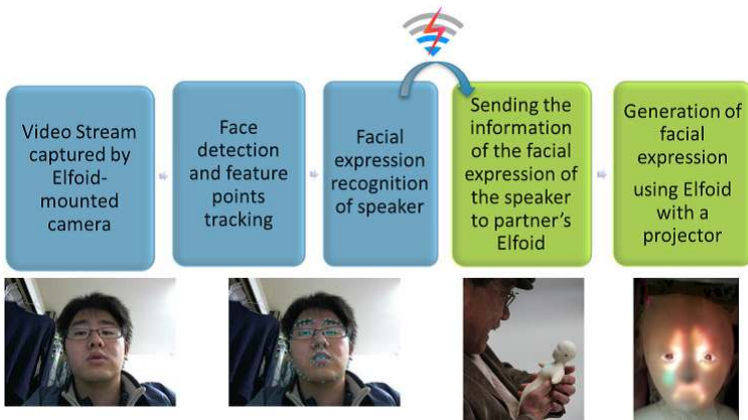 Video Stream
captured by
Elfoid-
mounted
camera
Face
detection
and feature
points
tracking
Facial
expression
recognition
of speaker
Sending the
information
of the facial
expression of
the speaker
to partner's
Elfoid
Generation of
facial
expression
using Elfoid
with a
projector